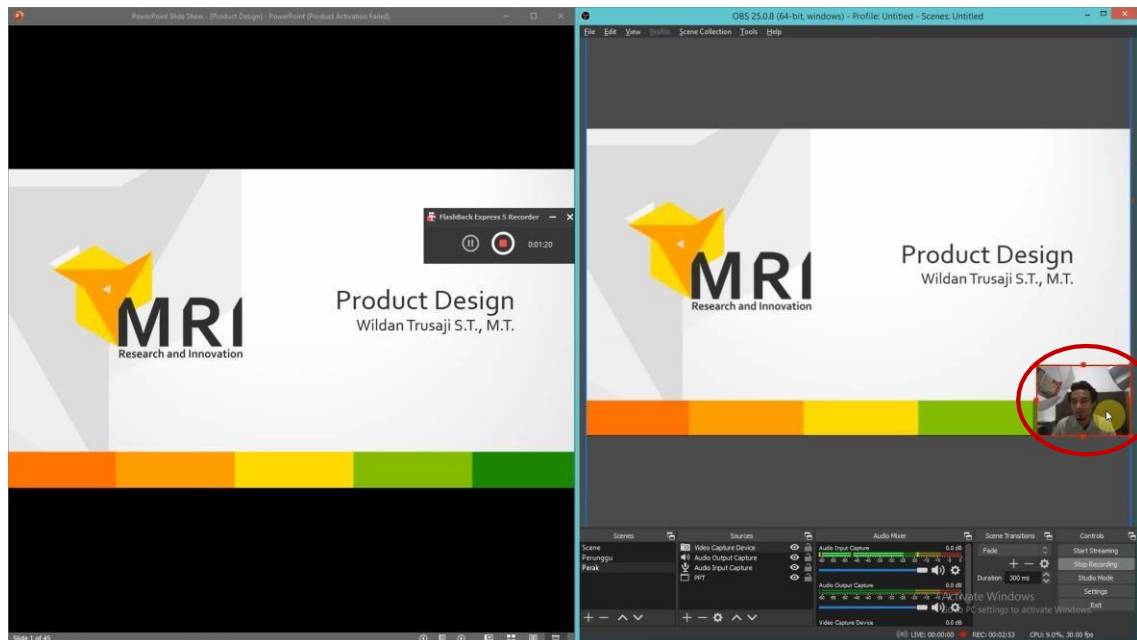 PowerPoint Slide Show - [Product Design] - PowerPoint (Product Activation Failed)
FlashBack Express 5 Recorder
0:01:20
MRI
Research and Innovation
Product Design
Wildan Trusaji S.T., M.T.
Slide 1 of 45
OBS 25.0.8 (64-bit, windows) - Profile: Untitled - Scenes: Untitled
File Edit View Profile Scene Collection Tools Help
MRI
Research and Innovation
Product Design
Wildan Trusaji S.T., M.T.
Scenes
Scene
Perunggu
Perak
Sources
Video Capture Device
Audio Output Capture
Audio Input Capture
PPT
Audio Mixer
Audio Input Capture 0.0 dB
Audio Output Capture 0.0 dB
Video Capture Device 0.0 dB
Scene Transitions
Fade
Duration 300 ms
Controls
Start Streaming
Stop Recording
Studio Mode
Settings
Exit
Activate Windows
PC settings to activate Windows.
LIVE: 00:00:00 REC: 00:02:53 CPU: 9.0%, 30.00 fps